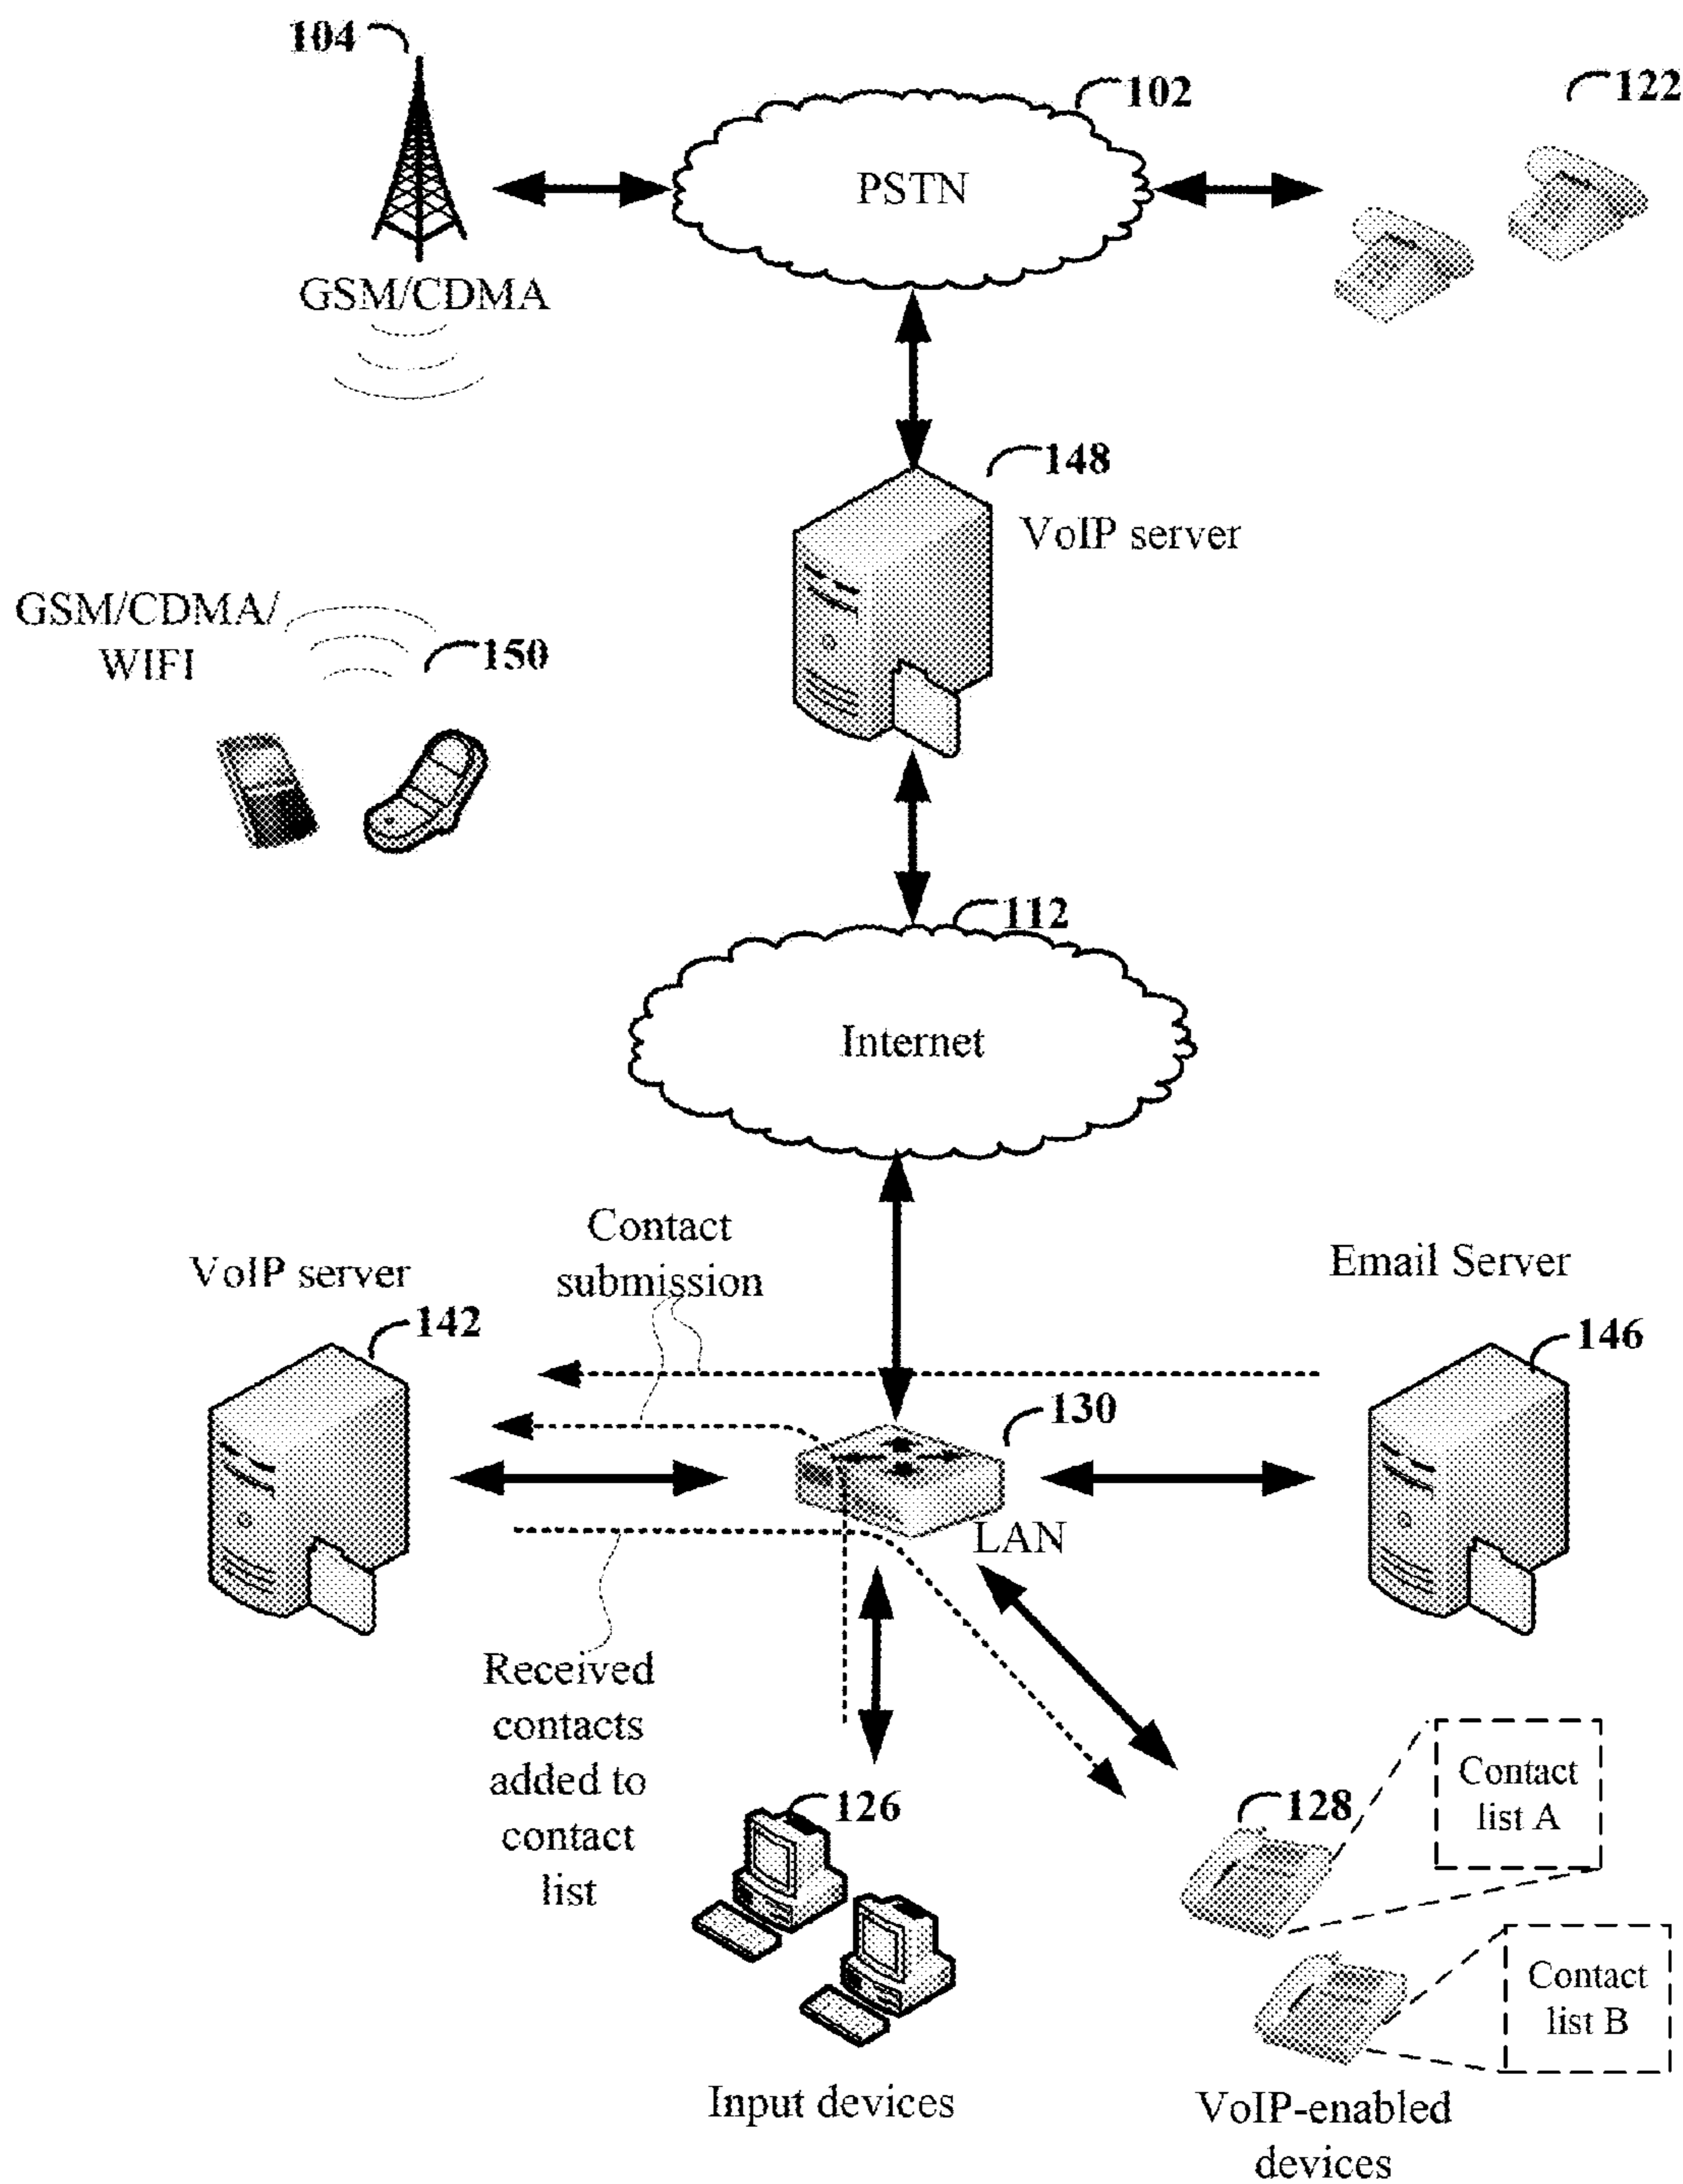 104
102
122
PSTN
GSM/CDMA
148
VoIP server
GSM/CDMA/
WIFI
150
112
Internet
Contact
submission
VoIP server
Email Server
142
146
130
LAN
Received
contacts
added to
contact
list
126
128
Contact
list A
Contact
list B
Input devices
VoIP-enabled
devices